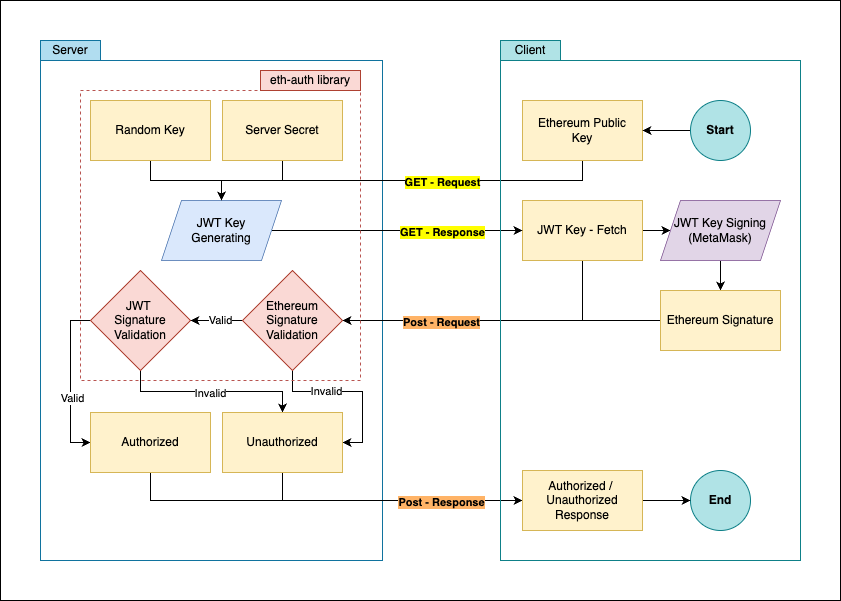 Server
Client
eth-auth library
Random Key
Server Secret
Ethereum Public
Key
Start
GET - Request
JWT Key
Generating
GET - Response
JWT Key - Fetch
JWT Key Signing
(MetaMask)
JWT
Signature
Validation
Valid
Ethereum
Signature
Validation
Post - Request
Ethereum Signature
Valid
Invalid
Invalid
Authorized
Unauthorized
Post - Response
Authorized /
Unauthorized
Response
End